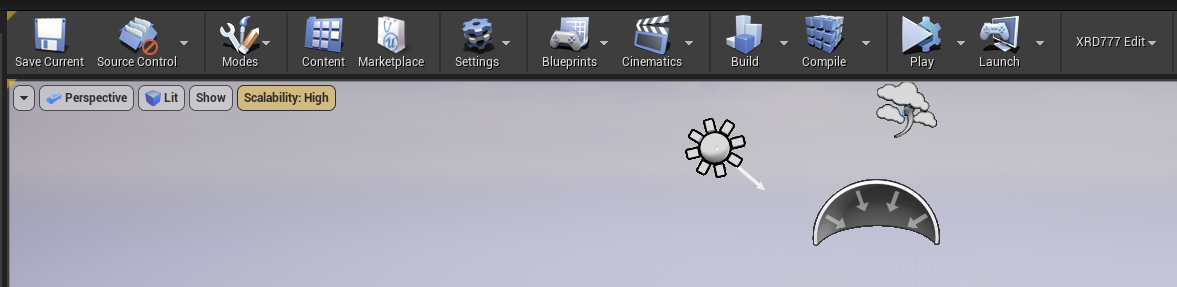 Save Current
Source Control
Modes
Content
Marketplace
Settings
Blueprints
Cinematics
Build
Compile
Play
Launch
XRD777 Edit
Perspective
Lit
Show
Scalability: High